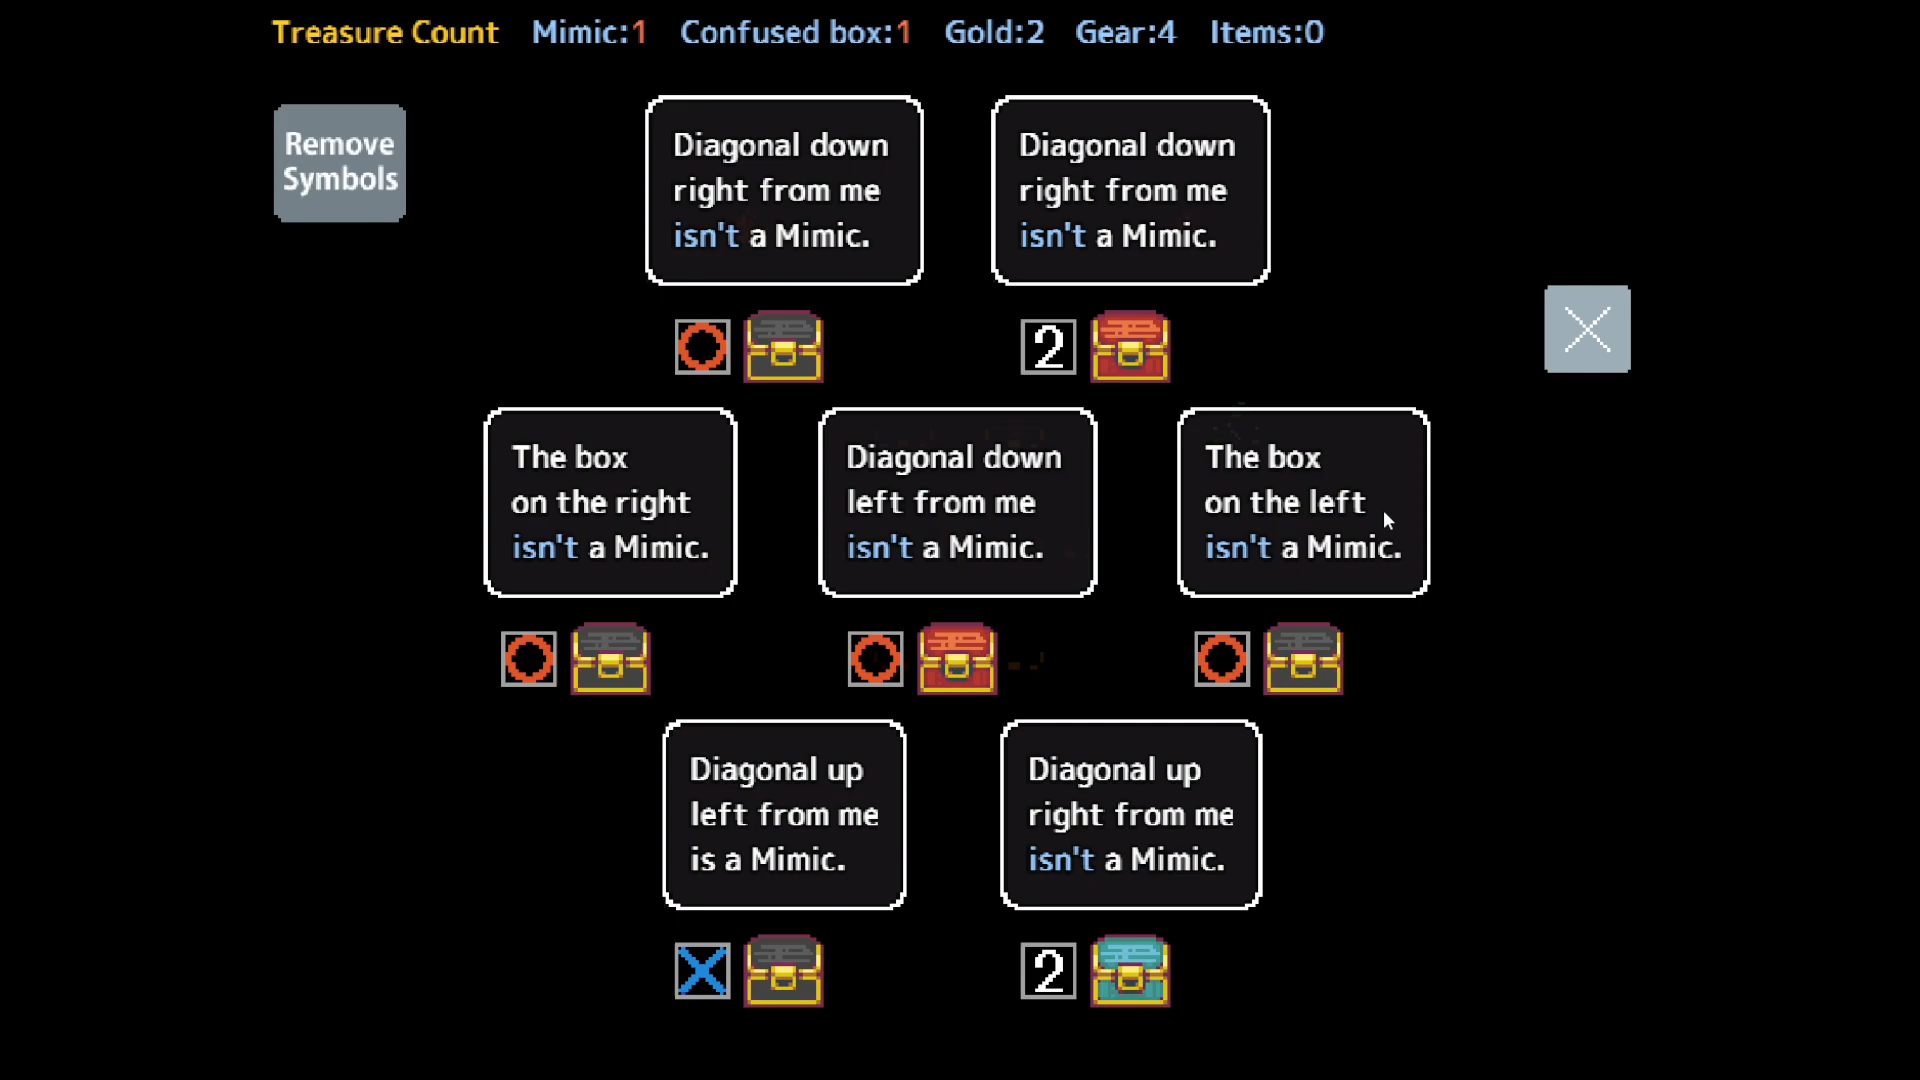 Treasure Count Mimic:1 Confused box:1 Gold:2 Gear:4 Items:0
Remove
Symbols
Diagonal down
right from me
isn't a Mimic.
Diagonal down
right from me
isn't a Mimic.
2
The box
on the right
isn't a Mimic.
Diagonal down
left from me
isn't a Mimic.
The box
on the left
isn't a Mimic.
Diagonal up
left from me
is a Mimic.
Diagonal up
right from me
isn't a Mimic.
2